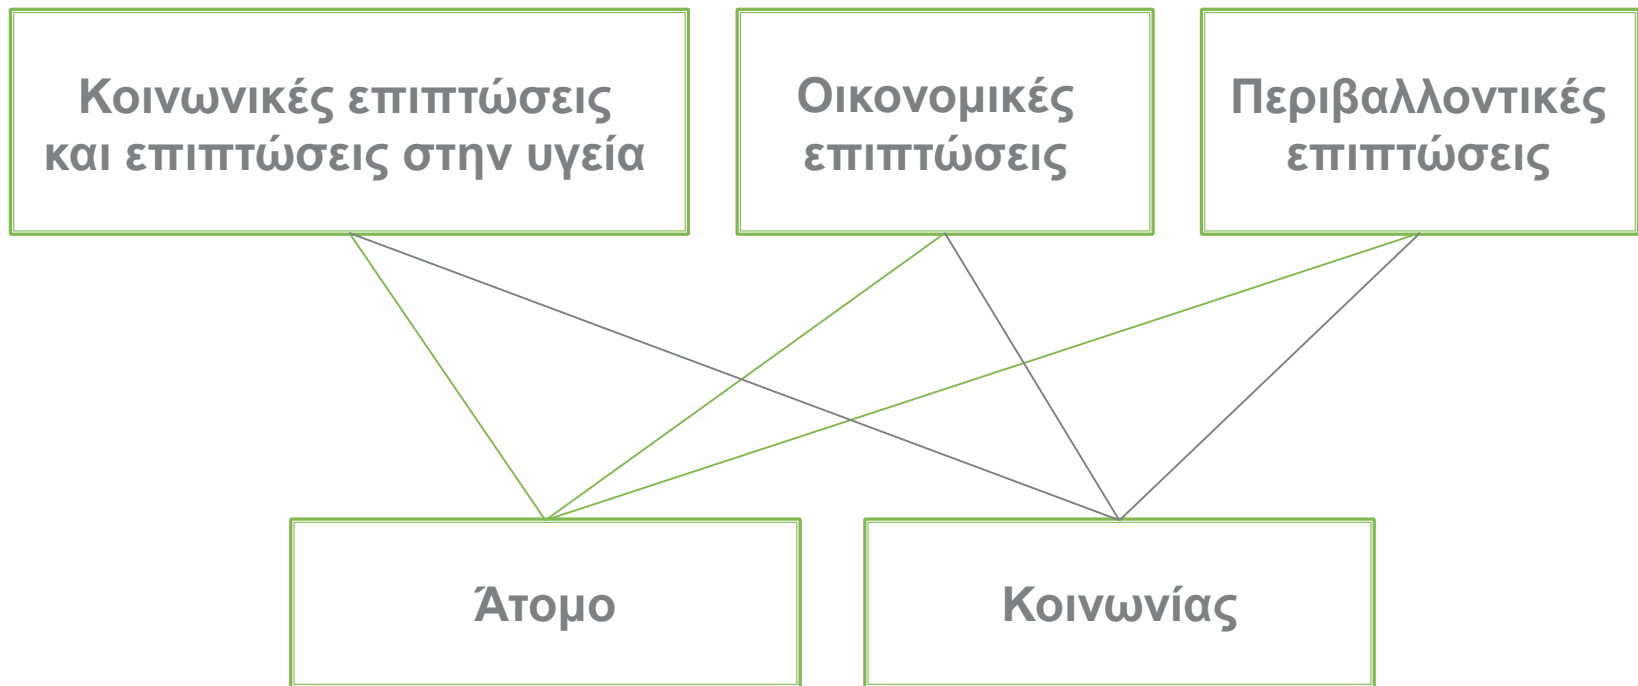 Κοινωνικές επιπτώσεις
και επιπτώσεις στην υγεία
Οικονομικές
επιπτώσεις
Περιβαλλοντικές
επιπτώσεις
Άτομο
Κοινωνίας